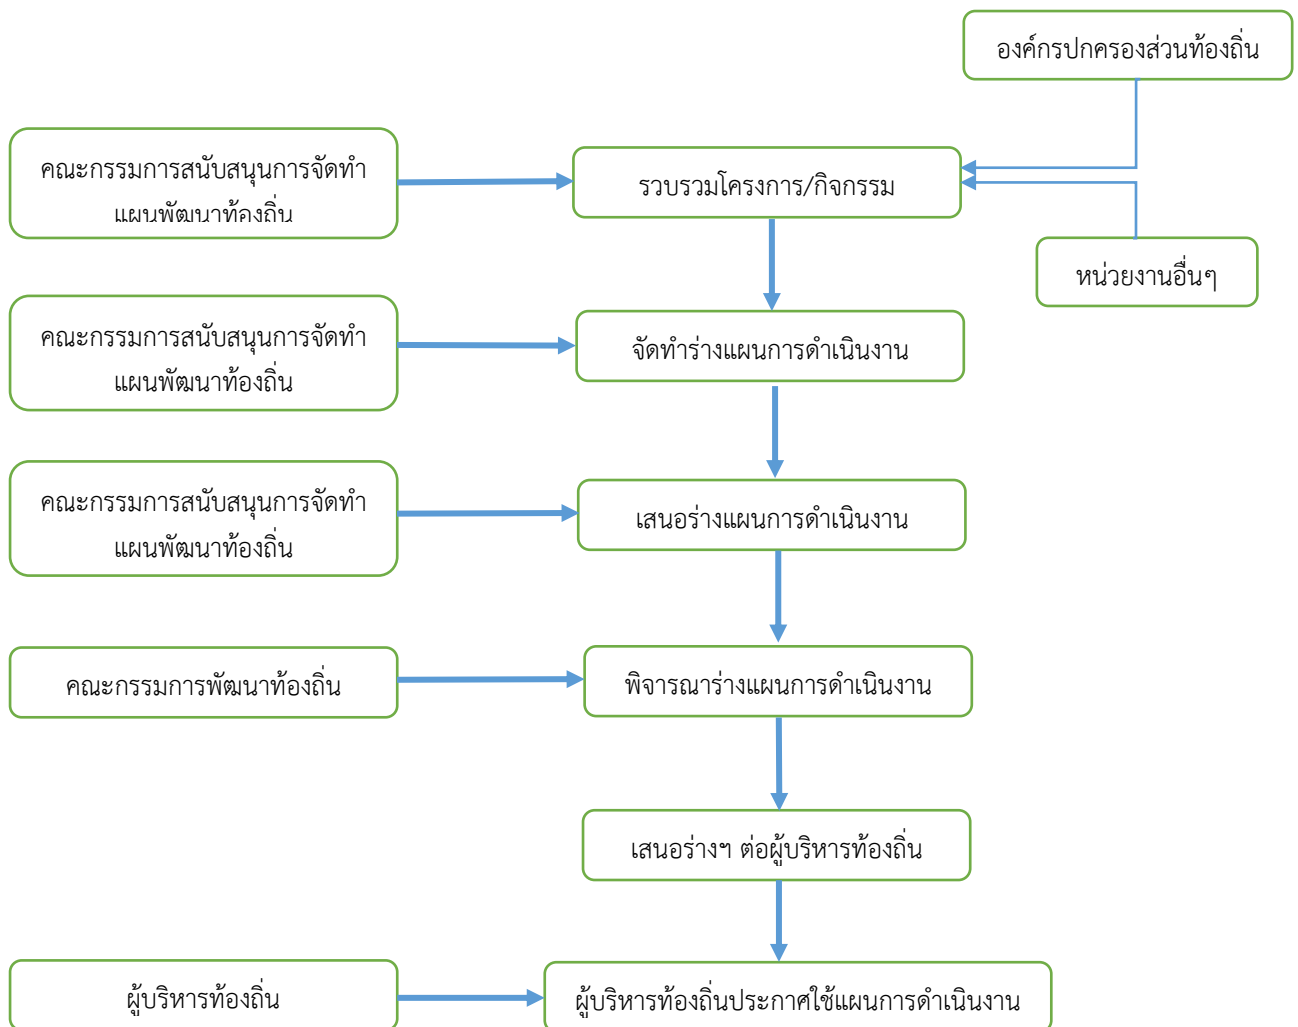 องค์กรปกครองส่วนท้องถิ่น
คณะกรรมการสนับสนุนการจัดทำ
แผนพัฒนาท้องถิ่น
รวบรวมโครงการ/กิจกรรม
หน่วยงานอื่นๆ
คณะกรรมการสนับสนุนการจัดทำ
แผนพัฒนาท้องถิ่น
จัดทำร่างแผนการดำเนินงาน
คณะกรรมการสนับสนุนการจัดทำ
แผนพัฒนาท้องถิ่น
เสนอร่างแผนการดำเนินงาน
คณะกรรมการพัฒนาท้องถิ่น
พิจารณาร่างแผนการดำเนินงาน
เสนอร่างฯ ต่อผู้บริหารท้องถิ่น
ผู้บริหารท้องถิ่น
ผู้บริหารท้องถิ่นประกาศใช้แผนการดำเนินงาน